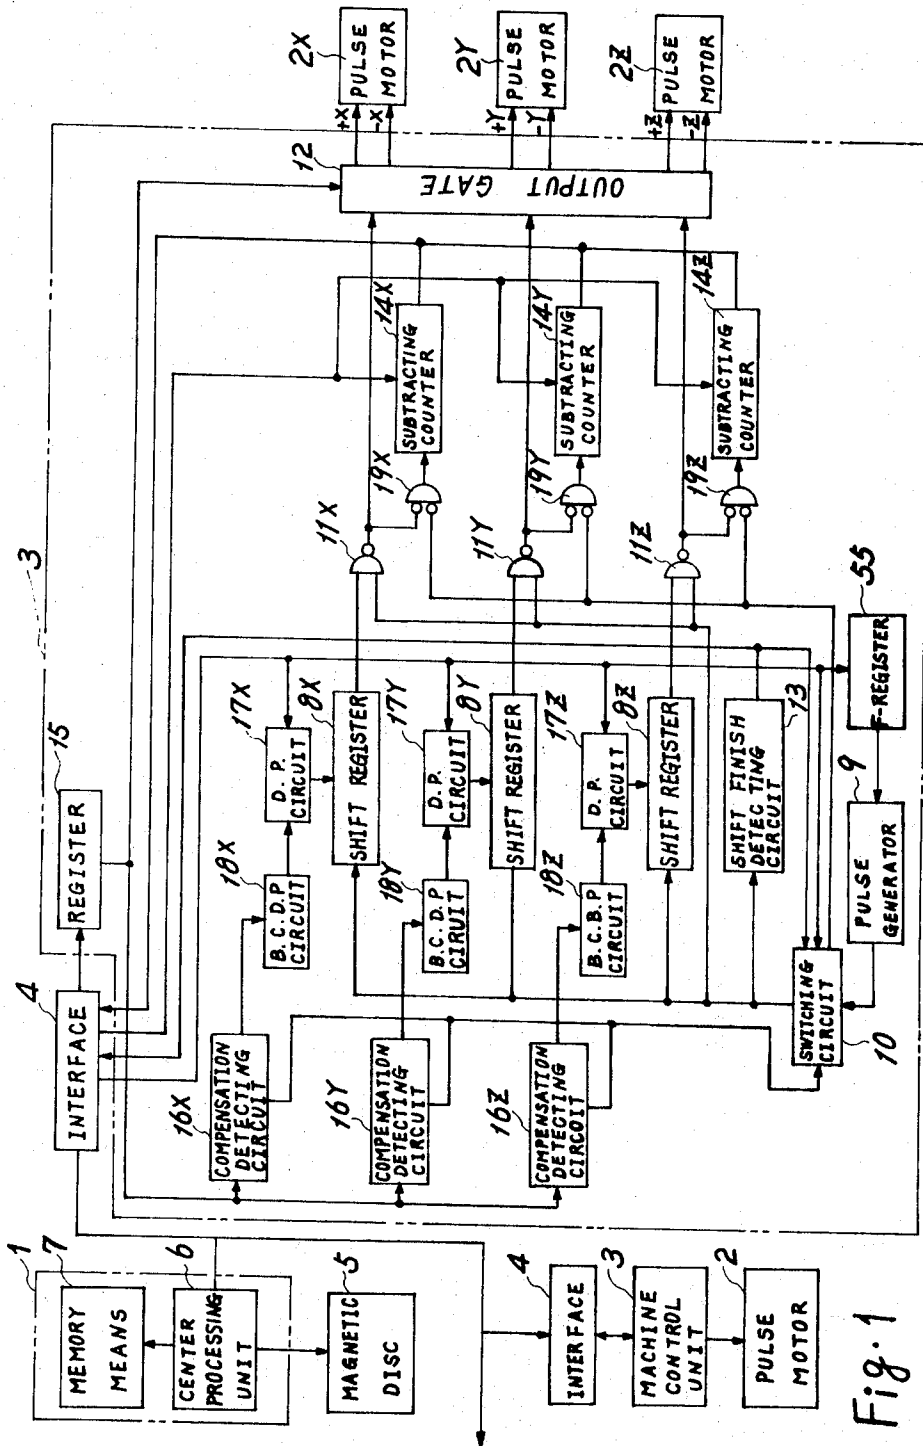 1
7
MEMORY
MEANS
6
CENTER
PROCESSING
UNIT
5
MAGNETIC
DISC
4
INTERFACE
3
MACHINE
CONTROL
UNIT
2
PULSE
MOTOR
Fig. 1
4
INTERFACE
15
REGISTER
3
16X
COMPENSATION
DETECTING
CIRCUIT
16Y
COMPENSATION
DETECTING
CIRCUIT
16Z
COMPENSATION
DETECTING
CIRCOIT
18X
B.C.D.P
CIRCUIT
18Y
B.C.D.P
CIRUIT
18Z
B.C.B.P
CIRCUIT
17X
D.P.
CIRCUIT
17Y
D.P.
CIRCUIT
17Z
D.P.
CIRCUIT
8X
SHIFT REGISTER
8Y
SHIFT REGISTER
8Z
SHIFT REGISTER
SHIFT FINISH
DETECTING
CIRCUIT
13
SWITCHING
CIRCUIT
10
PULSE
GENERATOR
9
F-REGISTER
55
11X
11Y
11Z
19X
19Y
19Z
SUBTRACTING
COUNTER
14X
SUBTRACTING
COUNTER
14Y
SUBTRACTING
COUNTER
14Z
12
OUTPUT GATE
+X
-X
+Y
-Y
+Z
-Z
2X
PULSE
MOTOR
2Y
PULSE
MOTOR
2Z
PULSE
MOTOR